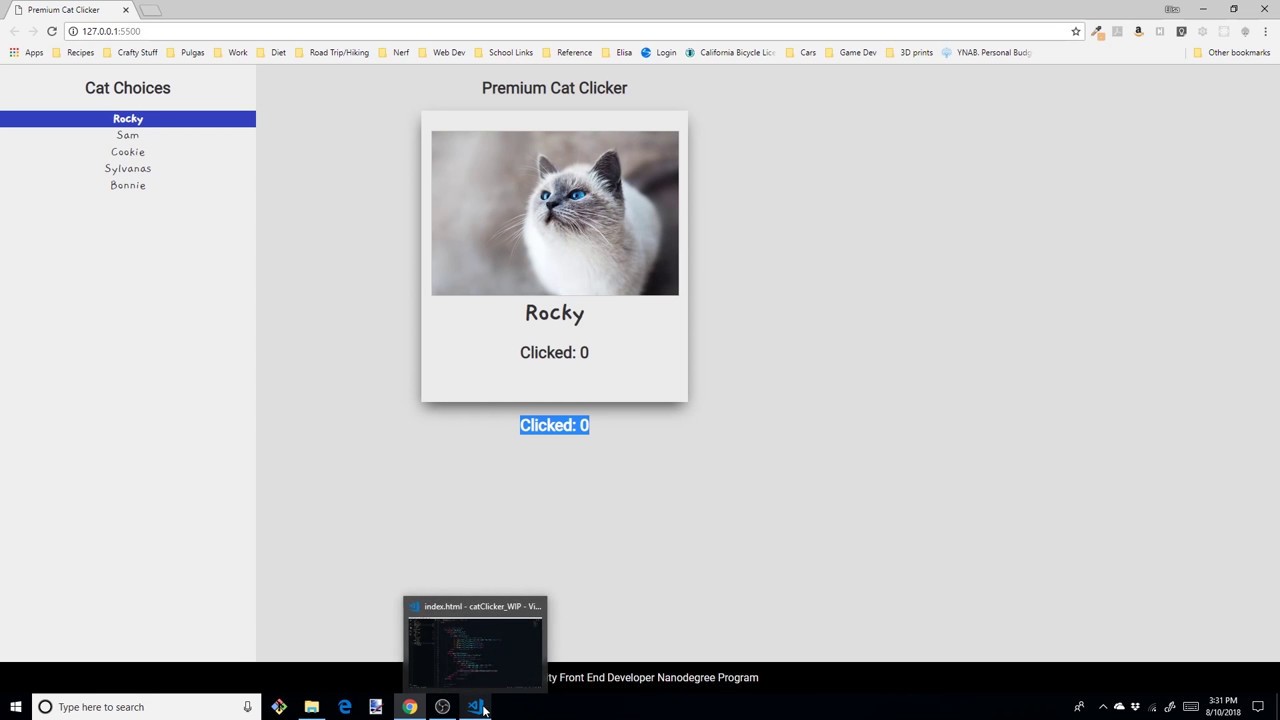 Premium Cat Clicker
Elisa
127.0.0.1:5500
Apps Recipes Crafty Stuff Pulgas Work Diet Road Trip/Hiking Nerf Web Dev School Links Reference Elisa Login California Bicycle Lice Cars Game Dev 3D prints YNAB. Personal Budg Other bookmarks
Cat Choices
Rocky
Sam
Cookie
Sylvanas
Bonnie
Premium Cat Clicker
Rocky
Clicked: 0
Clicked: 0
index.html - catClicker_WIP - Vi...
ity Front End Developer Nanodegree Program
Type here to search
3:31 PM
8/10/2018